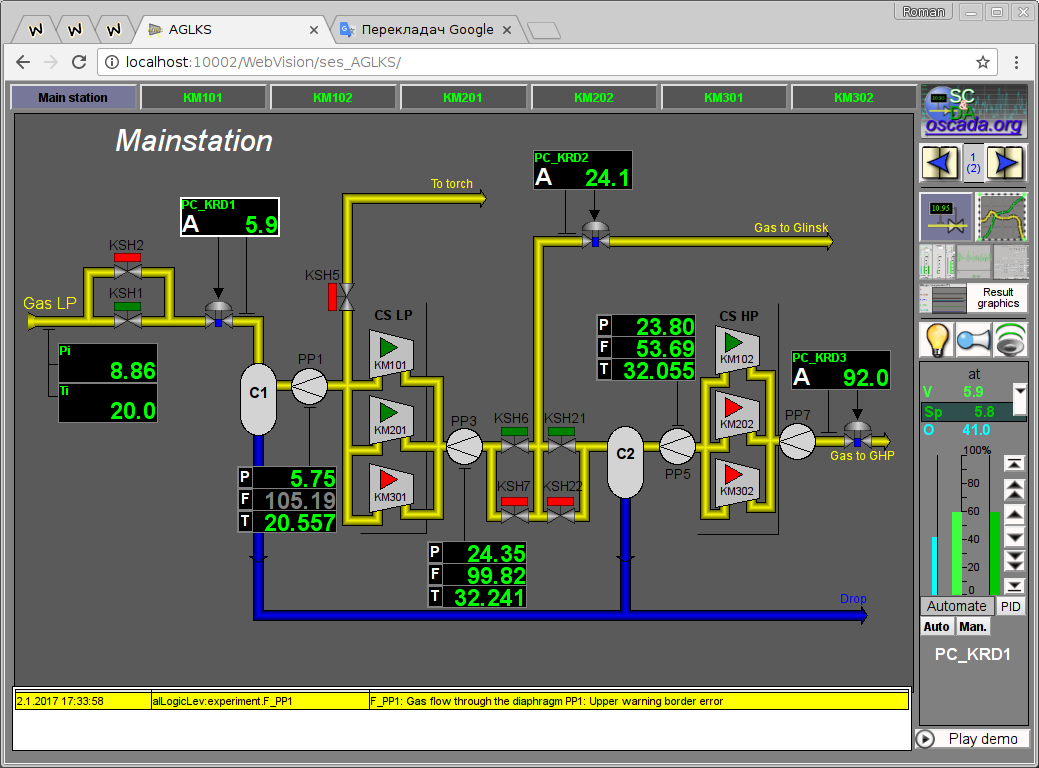 Roman
AGLKS
Перекладач Google
localhost:10002/WebVision/ses_AGLKS/
Main station
KM101
KM102
KM201
KM202
KM301
KM302
SC
&
DA
oscada.org
Mainstation
1
(2)
PC_KRD2
A 24.1
To torch
PC_KRD1
A 5.9
Gas to Glinsk
10.95
KSH2
KSH5
Gas LP
KSH1
Result
graphics
CS LP
CS HP
P 23.80
F 53.69
T 32.055
Pi
8.86
Ti
20.0
PP1
KM101
KM102
PC_KRD3
A 92.0
at
V 5.9
Sp 5.8
O 41.0
C1
KM201
KM202
PP3
KSH6
KSH21
PP7
C2
Gas to GHP
PP5
P 5.75
F 105.19
T 20.557
KM301
KSH7
KSH22
KM302
100%
80
60
40
20
0
P 24.35
F 99.82
T 32.241
Drop
Automate
PID
Auto
Man.
PC_KRD1
2.1.2017 17:33:58 alLogicLev:experiment.F_PP1 F_PP1: Gas flow through the diaphragm PP1: Upper warning border error
Play demo